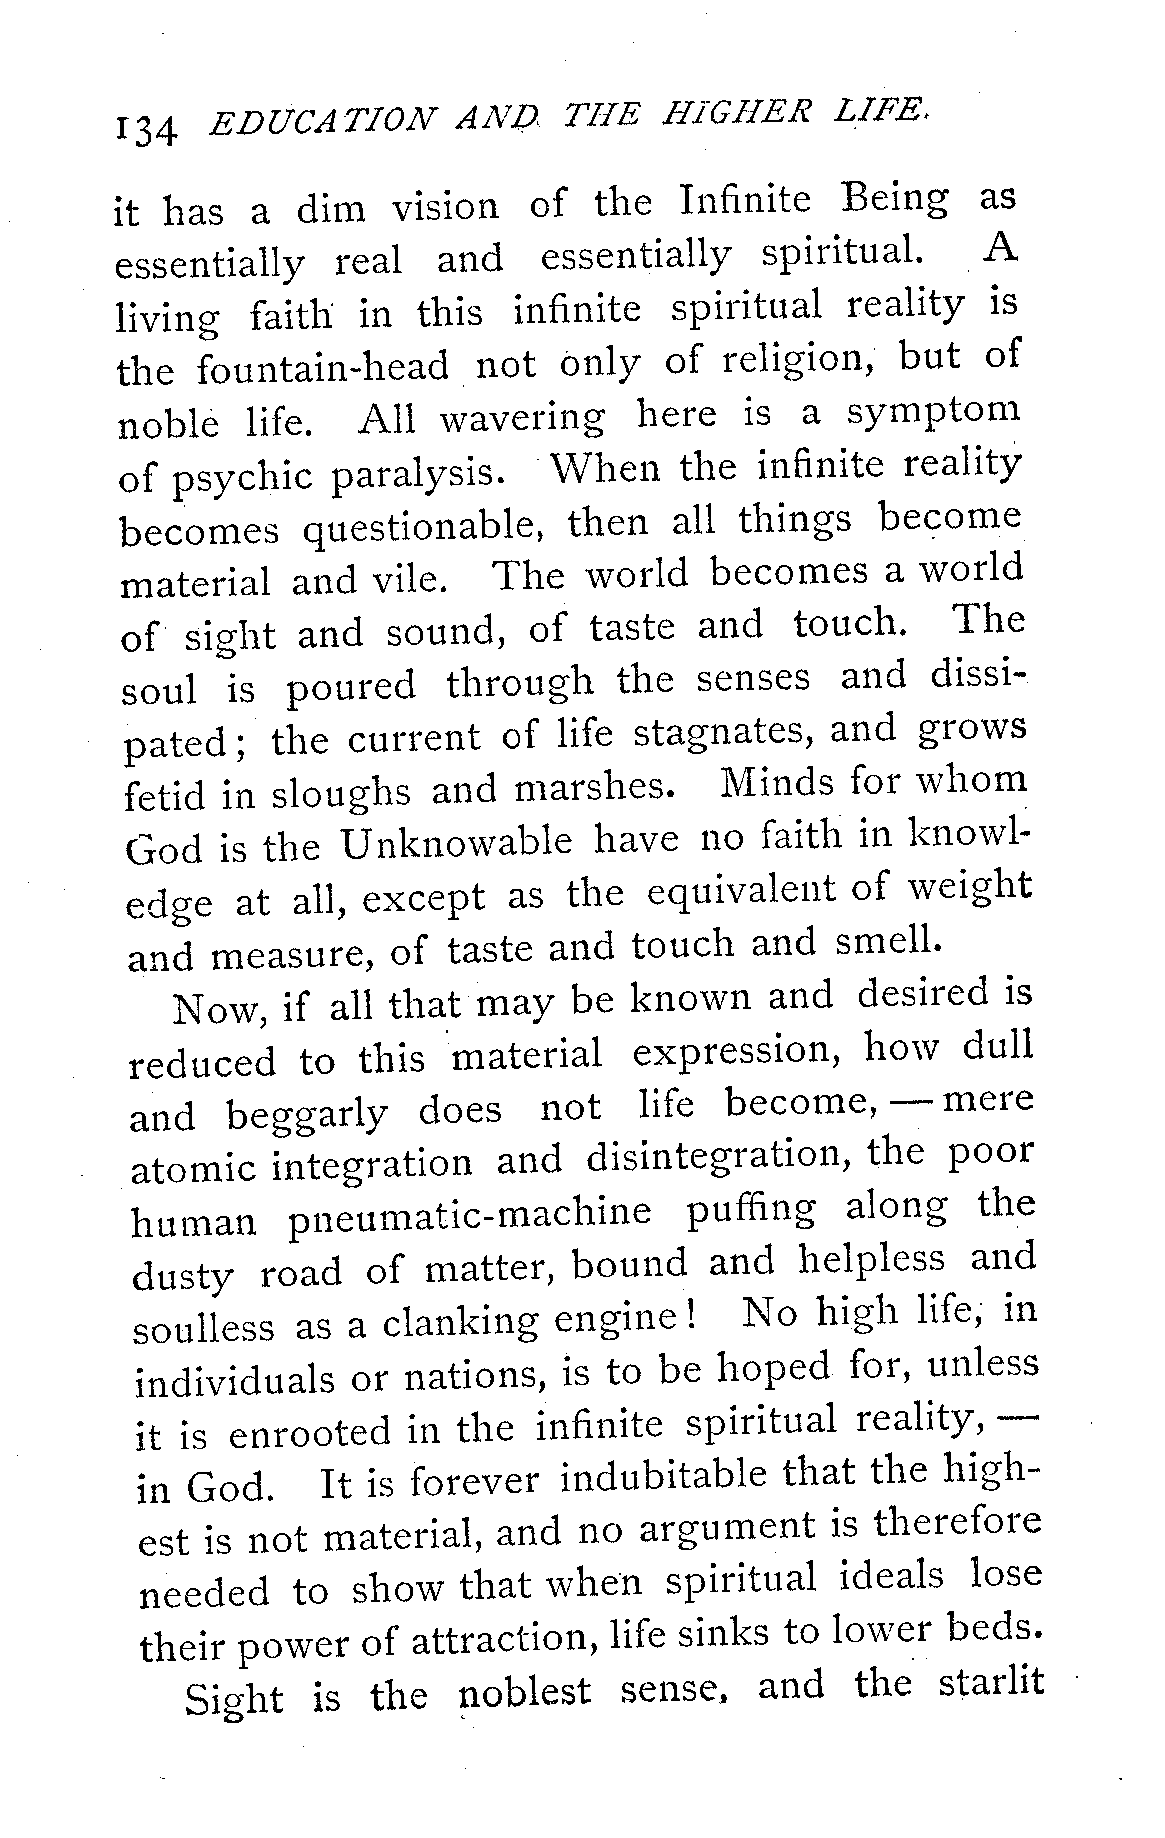 134 EDUCATION AND THE HIGHER LIFE.
it has a dim vision of the Infinite Being as
essentially real and essentially spiritual. A
living faith in this infinite spiritual reality is
the fountain-head not only of religion, but of
noble life. All wavering here is a symptom
of psychic paralysis. When the infinite reality
becomes questionable, then all things become
material and vile. The world becomes a world
of sight and sound, of taste and touch. The
soul is poured through the senses and dissi-
pated; the current of life stagnates, and grows
fetid in sloughs and marshes. Minds for whom
God is the Unknowable have no faith in knowl-
edge at all, except as the equivalent of weight
and measure, of taste and touch and smell.
Now, if all that may be known and desired is
reduced to this material expression, how dull
and beggarly does not life become, — mere
atomic integration and disintegration, the poor
human pneumatic-machine puffing along the
dusty road of matter, bound and helpless and
soulless as a clanking engine! No high life, in
individuals or nations, is to be hoped for, unless
it is enrooted in the infinite spiritual reality, —
in God. It is forever indubitable that the high-
est is not material, and no argument is therefore
needed to show that when spiritual ideals lose
their power of attraction, life sinks to lower beds.
Sight is the noblest sense, and the starlit